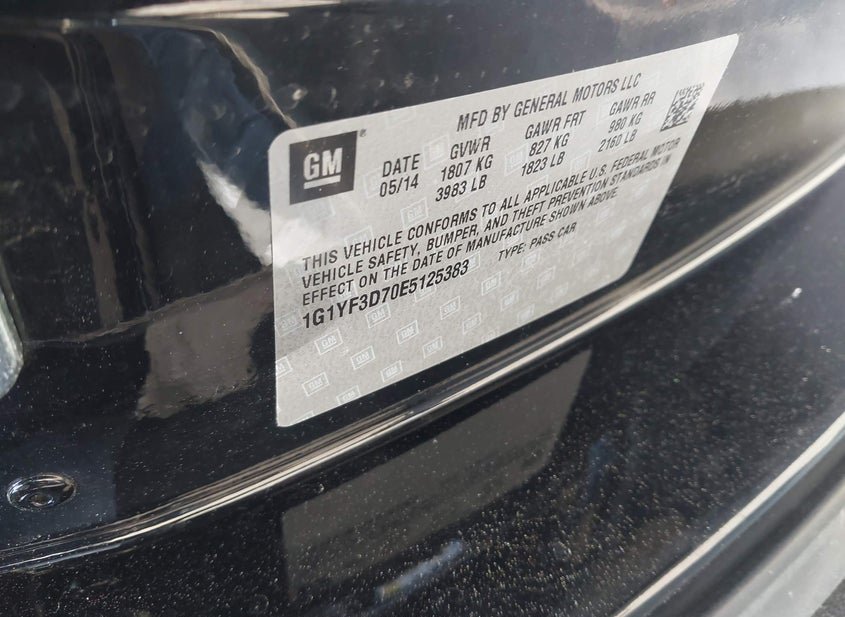 MFD BY GENERAL MOTORS LLC
GM®
DATE GVWR GAWR FRT GAWR RR
05/14 1807 KG 827 KG 980 KG
3983 LB 1823 LB 2160 LB
THIS VEHICLE CONFORMS TO ALL APPLICABLE U.S. FEDERAL MOTOR
VEHICLE SAFETY, BUMPER, AND THEFT PREVENTION STANDARDS IN
EFFECT ON THE DATE OF MANUFACTURE SHOWN ABOVE.
1G1YF3D70E5125383 TYPE: PASS CAR